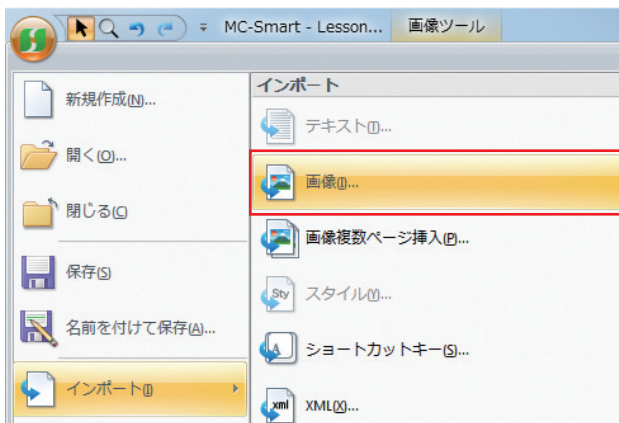 MC-Smart - Lesson... 画像ツール
新規作成(N)...
開く(O)...
閉じる(C)
保存(S)
名前を付けて保存(A)...
インポート(I)
インポート
テキスト(T)...
画像(I)...
画像複数ページ挿入(P)...
Sty スタイル(Y)...
A ショートカットキー(S)...
xml XML(X)...